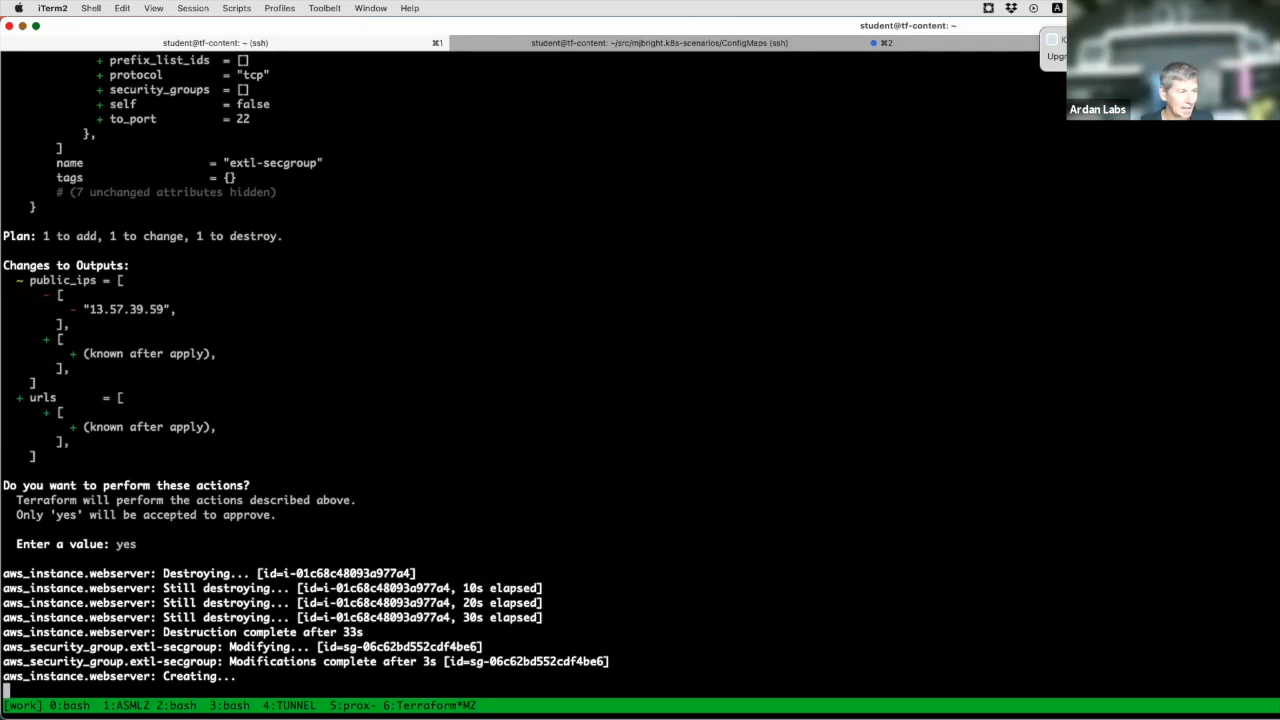 iTerm2 Shell Edit View Session Scripts Profiles Toolbelt Window Help
student@tf-content: ~
student@tf-content: ~ (ssh) ⌘1 student@tf-content: ~/src/mjbright.k8s-scenarios/ConfigMaps (ssh) ⌘2
Upgr
Ardan Labs
+ prefix_list_ids = []
+ protocol = "tcp"
+ security_groups = []
+ self = false
+ to_port = 22
},
]
name = "extl-secgroup"
tags = {}
# (7 unchanged attributes hidden)
}
Plan: 1 to add, 1 to change, 1 to destroy.
Changes to Outputs:
~ public_ips = [
- [
- "13.57.39.59",
],
+ [
+ (known after apply),
],
]
+ urls = [
+ [
+ (known after apply),
],
]
Do you want to perform these actions?
Terraform will perform the actions described above.
Only 'yes' will be accepted to approve.
Enter a value: yes
aws_instance.webserver: Destroying... [id=i-01c68c48093a977a4]
aws_instance.webserver: Still destroying... [id=i-01c68c48093a977a4, 10s elapsed]
aws_instance.webserver: Still destroying... [id=i-01c68c48093a977a4, 20s elapsed]
aws_instance.webserver: Still destroying... [id=i-01c68c48093a977a4, 30s elapsed]
aws_instance.webserver: Destruction complete after 33s
aws_security_group.extl-secgroup: Modifying... [id=sg-06c62bd552cdf4be6]
aws_security_group.extl-secgroup: Modifications complete after 3s [id=sg-06c62bd552cdf4be6]
aws_instance.webserver: Creating...
[work] 0:bash 1:ASMLZ 2:bash 3:bash 4:TUNNEL 5:prox- 6:Terraform*MZ